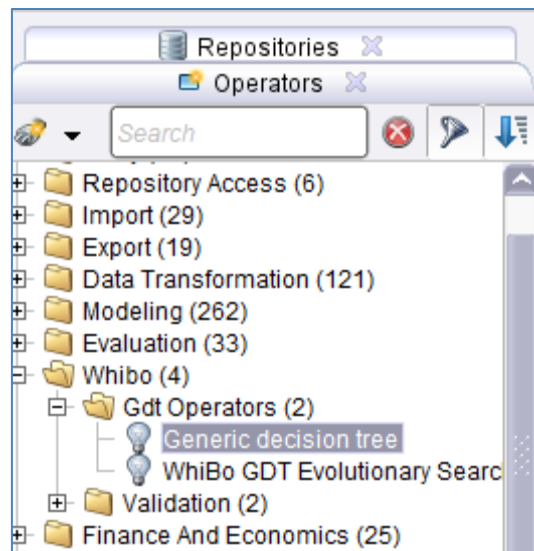 Repositories
Operators
Search
Repository Access (6)
Import (29)
Export (19)
Data Transformation (121)
Modeling (262)
Evaluation (33)
Whibo (4)
Gdt Operators (2)
Generic decision tree
WhiBo GDT Evolutionary Searc
Validation (2)
Finance And Economics (25)